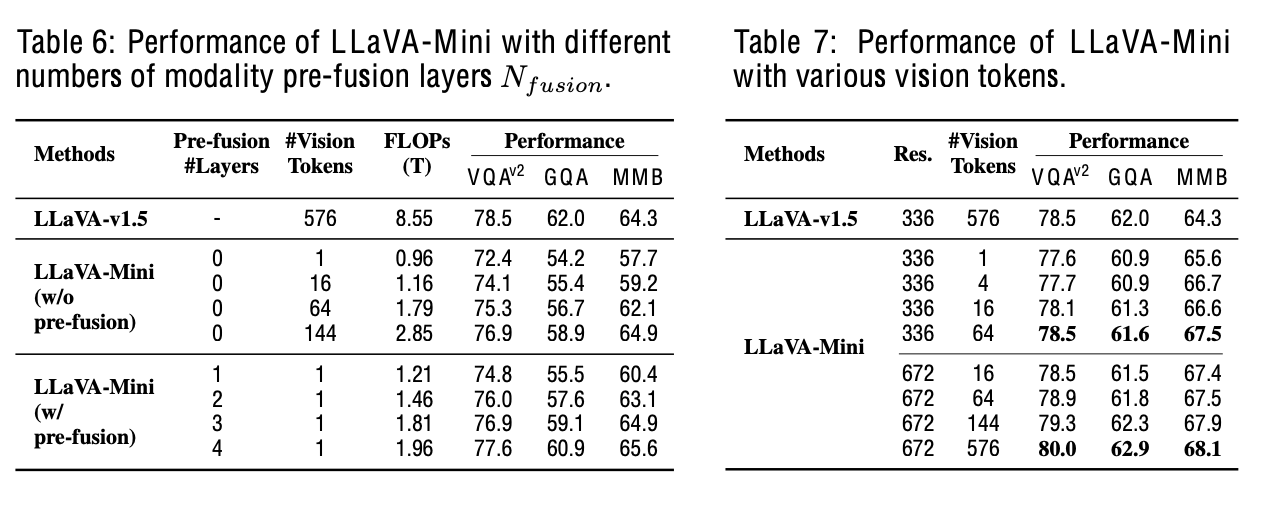 Table 6: Performance of LLaVA-Mini with different
numbers of modality pre-fusion layers N_fusion.
Methods Pre-fusion #Layers #Vision Tokens FLOPs (T) Performance
VQA^v2 GQA MMB
LLaVA-v1.5 - 576 8.55 78.5 62.0 64.3
LLaVA-Mini (w/o pre-fusion)
0 1 0.96 72.4 54.2 57.7
0 16 1.16 74.1 55.4 59.2
0 64 1.79 75.3 56.7 62.1
0 144 2.85 76.9 58.9 64.9
LLaVA-Mini (w/ pre-fusion)
1 1 1.21 74.8 55.5 60.4
2 1 1.46 76.0 57.6 63.1
3 1 1.81 76.9 59.1 64.9
4 1 1.96 77.6 60.9 65.6
Table 7: Performance of LLaVA-Mini
with various vision tokens.
Methods Res. #Vision Tokens Performance
VQA^v2 GQA MMB
LLaVA-v1.5 336 576 78.5 62.0 64.3
LLaVA-Mini
336 1 77.6 60.9 65.6
336 4 77.7 60.9 66.7
336 16 78.1 61.3 66.6
336 64 78.5 61.6 67.5
672 16 78.5 61.5 67.4
672 64 78.9 61.8 67.5
672 144 79.3 62.3 67.9
672 576 80.0 62.9 68.1